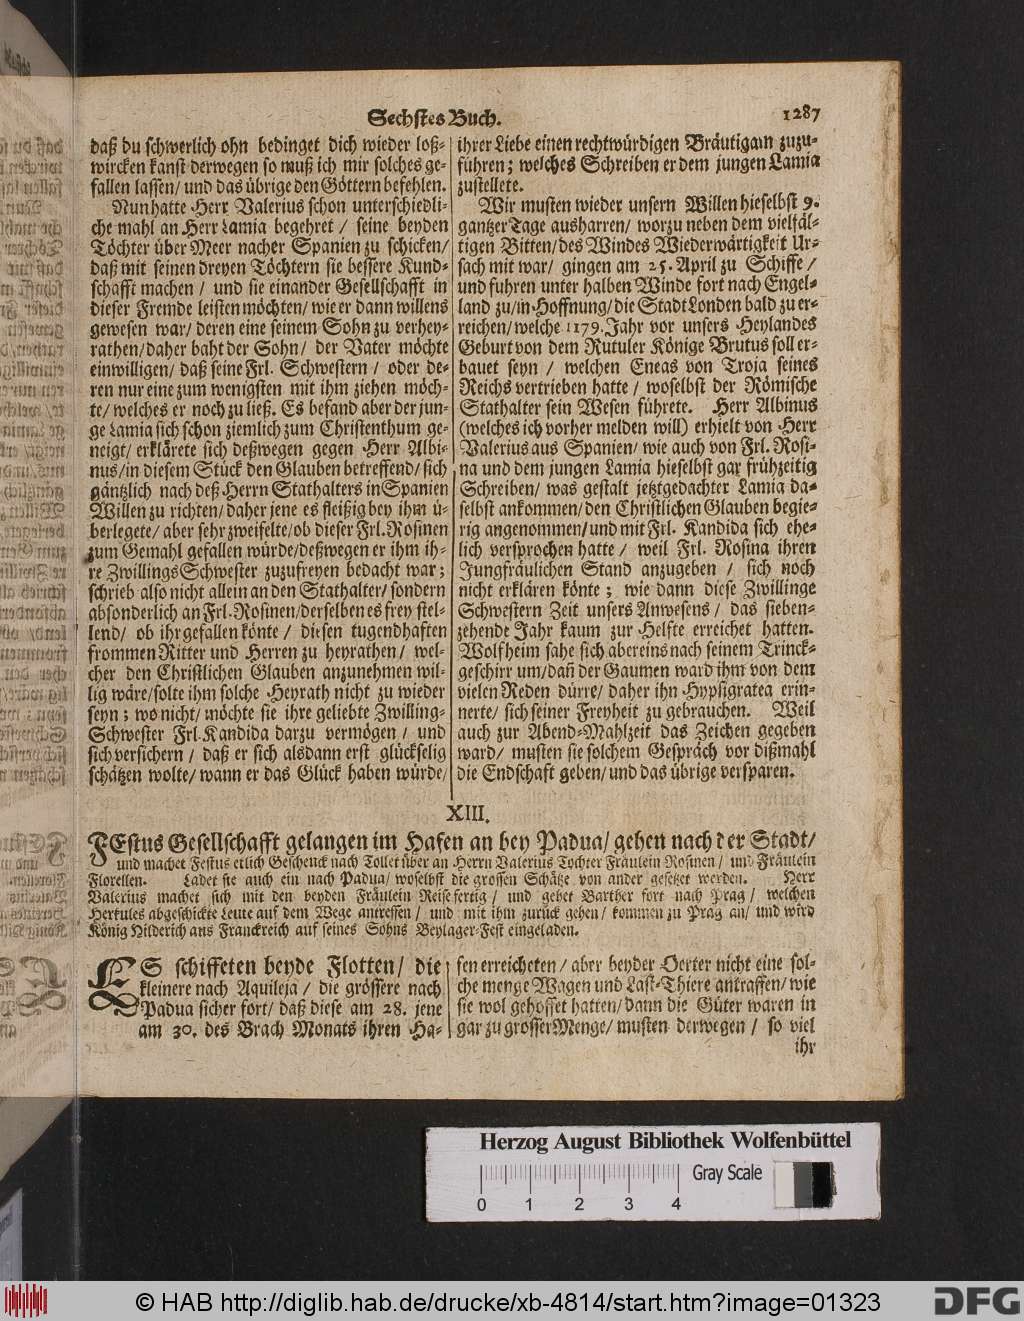 Sechstes Buch. 1287
daß du schwerlich ohn bedinget dich wieder loß-
wircken kanst derwegen so muß ich mir solches ge-
fallen lassen/ und das übrige den Göttern befehlen.
Nun hatte Herr Valerius schon unterschiedli-
che mahl an Herr Lamia begehret/ seine beyden
Töchter über Meer nacher Spanien zu schicken/
daß mit seinen dreyen Töchtern sie bessere Kund-
schafft machen/ und sie einander Gesellschafft in
dieser Fremde leisten möchten/ wie er dann willens
gewesen war/ deren eine seinem Sohn zu verhey-
rathen/ daher baht der Sohn/ der Vater möchte
einwilligen/ daß seine Frl. Schwestern/ oder de-
ren nur eine zum wenigsten mit ihm ziehen möch-
te/ welches er noch zu ließ. Es befand aber der jun-
ge Lamia sich schon ziemlich zum Christenthum ge-
neigt/ erklärete sich deßwegen gegen Herr Albi-
nus/ in diesem Stück den Glauben betreffend/ sich
gäntzlich nach deß Herrn Stathalters in Spanien
Willen zu richten/ daher jene es fleißig bey ihm ü-
berlegete/ aber sehr zweifelte/ ob dieser Frl. Rosinen
zum Gemahl gefallen würde/ deßwegen er ihm ih-
re Zwillings Schwester zuzufreyen bedacht war;
schrieb also nicht allein an den Stathalter/ sondern
absonderlich an Frl. Rosinen/ derselben es frey stel-
lend/ ob ihr gefallen könte/ diesen tugendhaften
frommen Ritter und Herren zu heyrathen/ wel-
cher den Christlichen Glauben anzunehmen wil-
lig wäre/ solte ihm solche Heyrath nicht zu wieder
seyn; wo nicht/ möchte sie ihre geliebte Zwilling-
Schwester Frl. Kandida darzu vermögen/ und
sich versichern/ daß er sich alsdann erst glückselig
schätzen wolte/ wann er das Glück haben würde/
ihrer Liebe einen rechtwürdigen Bräutigam zuzu-
führen; welches Schreiben er dem jungen Lamia
zustellete.
Wir musten wieder unsern Willen hieselbst 9.
gantzer Tage ausharren/ worzu neben dem vielfäl-
tigen Bitten/ des Windes Wiederwärtigkeit Ur-
sach mit war/ gingen am 25. April zu Schiffe/
und fuhren unter halben Winde fort nach Engel-
land zu/ in Hoffnung/ die Stadt Londen bald zu er-
reichen/ welche 1179. Jahr vor unsers Heylandes
Geburt von dem Rutuler Könige Brutus soll er-
bauet seyn/ welchen Eneas von Troja seines
Reichs vertrieben hatte/ woselbst der Römische
Stathalter sein Wesen führete. Herr Albinus
(welches ich vorher melden will) erhielt von Herr
Valerius aus Spanien/ wie auch von Frl. Rosi-
na und dem jungen Lamia hieselbst gar frühzeitig
Schreiben/ was gestalt jetztgedachter Lamia da-
selbst ankommen/ den Christlichen Glauben begie-
rig angenommen/ und mit Frl. Kandida sich ehe-
lich versprochen hatte/ weil Frl. Rosina ihren
Jungfräulichen Stand anzugeben/ sich noch
nicht erklären könte; wie dann diese Zwillinge
Schwestern Zeit unsers Anwesens/ das sieben-
zehende Jahr kaum zur Helfte erreichet hatten.
Wolfheim sahe sich abereins nach seinem Trinck-
geschirr um/ dañ der Gaumen ward ihm von dem
vielen Reden dürre/ daher ihn Hypsigratea erin-
nerte/ sich seiner Freyheit zu gebrauchen. Weil
auch zur Abend-Mahlzeit das Zeichen gegeben
ward/ musten sie solchem Gespräch vor dißmahl
die Endschaft geben/ und das übrige versparen.
XIII.
FEstus Gesellschafft gelangen im Hafen an bey Padua/ gehen nach der Stadt/
und machet Festus etlich Geschenck nach Tollet über an Herrn Valerius Tochter Fräulein Rosinen/ und Fräulein
Florellen. Ladet sie auch ein nach Padua/ woselbst die grossen Schätze von ander gesetzet werden. Herr
Valerius machet sich mit den beyden Fräulein Reisefertig/ und gehet Barther fort nach Prag/ welchen
Herkules abgeschickte Leute auf dem Wege antreffen/ und mit ihm zurück gehen/ kommen zu Prag an/ und wird
König Hilderich aus Franckreich auf seines Sohns Beylager-Fest eingeladen.
ES schiffeten beyde Flotten/ die
kleinere nach Aquileja/ die grössere nach
Padua sicher fort/ daß diese am 28. jene
am 30. des Brach Monats ihren Ha-
fen erreicheten/ aber beyder Oerter nicht eine sol-
che menge Wagen und Last-Thiere antraffen/ wie
sie wol gehoffet hatten/ dann die Güter waren in
gar zu grosser Menge/ musten derwegen/ so viel
ihr
Herzog August Bibliothek Wolfenbüttel
Gray Scale
0 1 2 3 4
© HAB http://diglib.hab.de/drucke/xb-4814/start.htm?image=01323
DFG